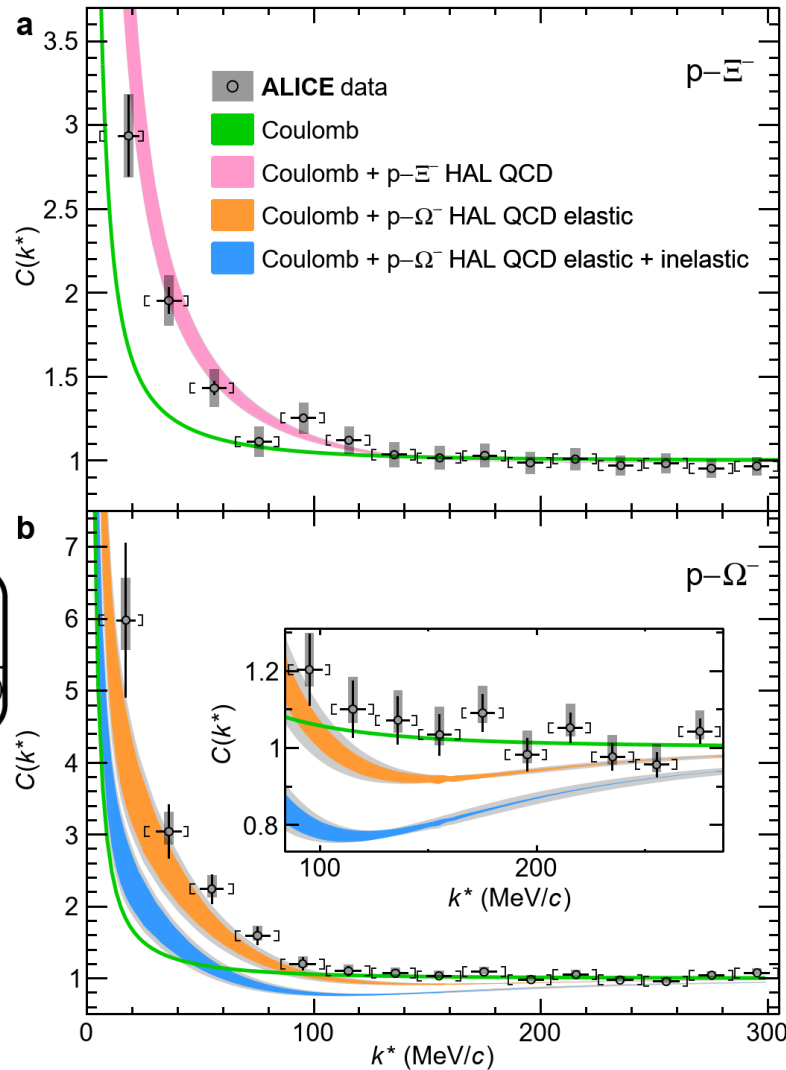 a
p−Ξ⁻
3.5
3
2.5
2
1.5
1
C(k*)
ALICE data
Coulomb
Coulomb + p−Ξ⁻ HAL QCD
Coulomb + p−Ω⁻ HAL QCD elastic
Coulomb + p−Ω⁻ HAL QCD elastic + inelastic
b
p−Ω⁻
7
6
5
4
3
2
1
C(k*)
1.2
1
0.8
C(k*)
100 200
k* (MeV/c)
0 100 200 300
k* (MeV/c)